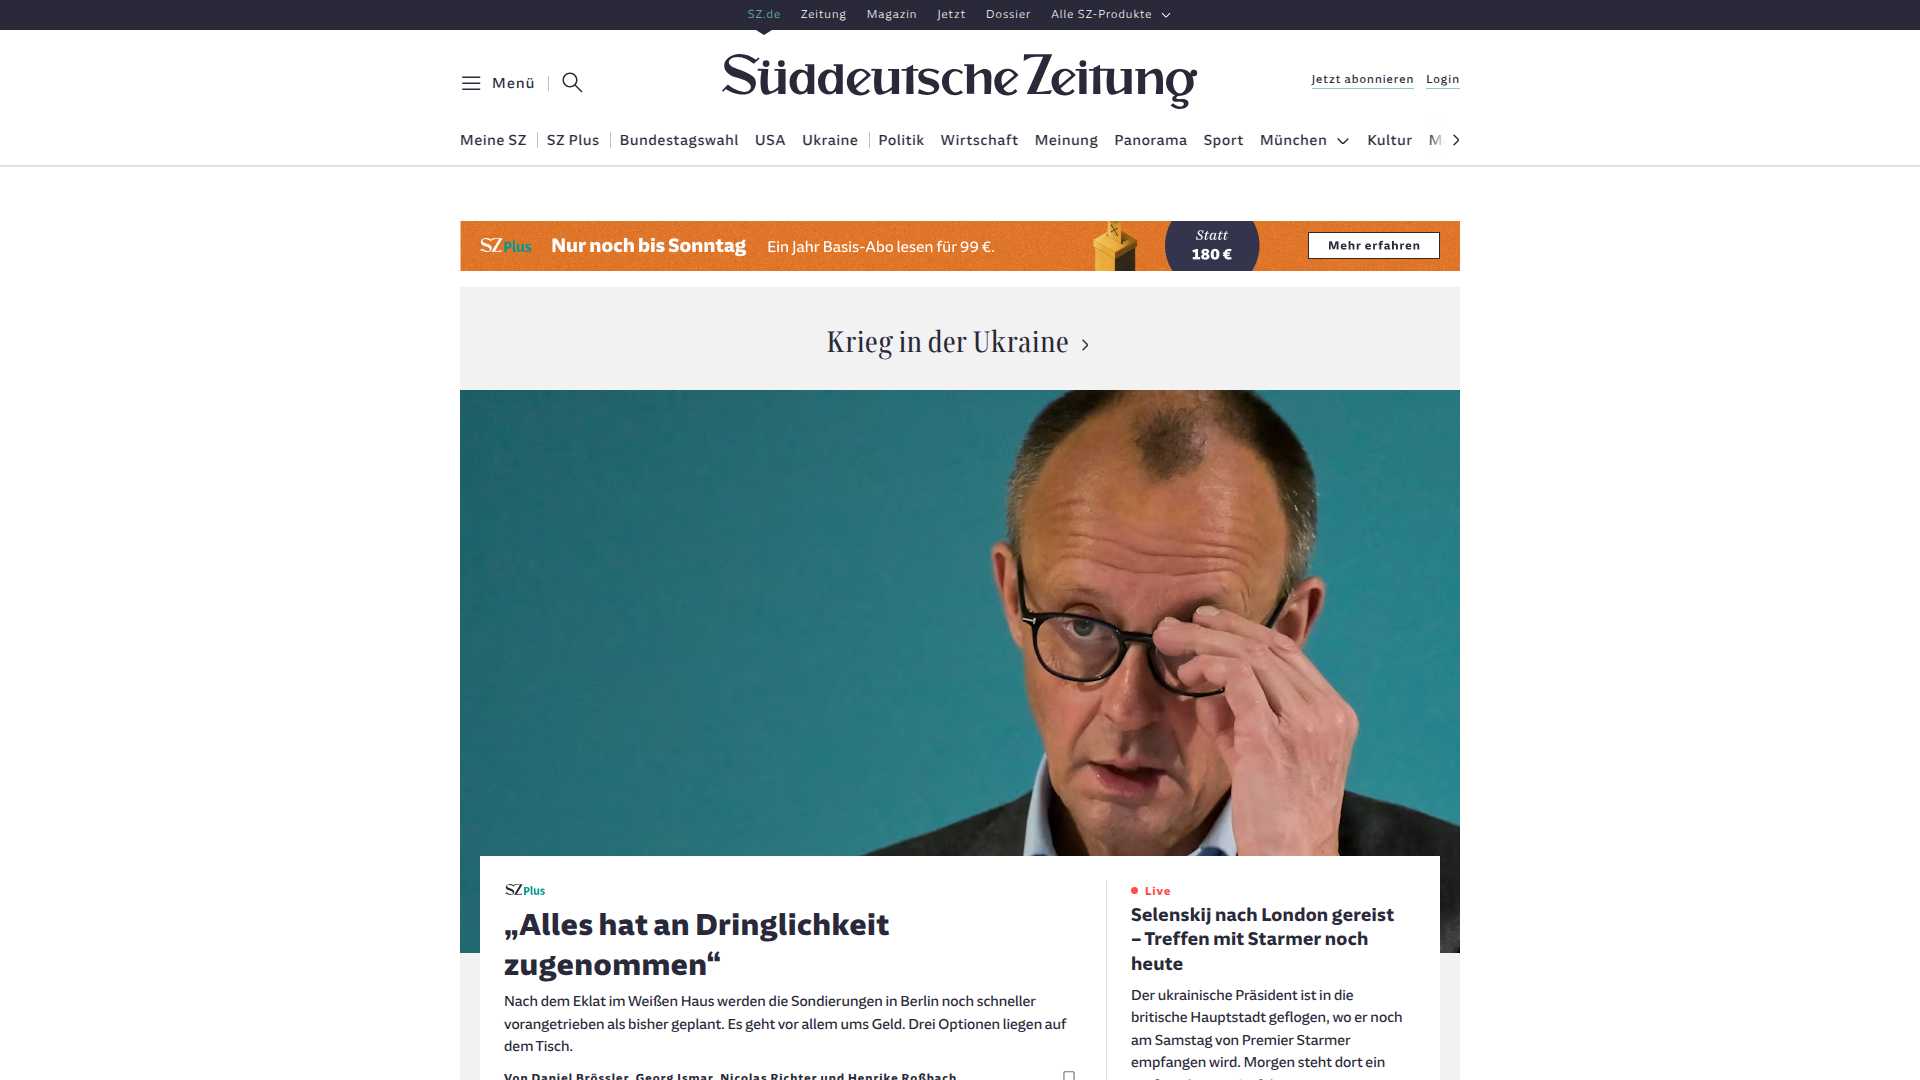 SZ.de Zeitung Magazin Jetzt Dossier Alle SZ-Produkte
Menü
Süddeutsche Zeitung
Jetzt abonnieren Login
Meine SZ SZ Plus Bundestagswahl USA Ukraine Politik Wirtschaft Meinung Panorama Sport München Kultur M
SZ Plus Nur noch bis Sonntag Ein Jahr Basis-Abo lesen für 99 €.
Statt
180 €
Mehr erfahren
Krieg in der Ukraine
SZ Plus
„Alles hat an Dringlichkeit
zugenommen“
Nach dem Eklat im Weißen Haus werden die Sondierungen in Berlin noch schneller
vorangetrieben als bisher geplant. Es geht vor allem ums Geld. Drei Optionen liegen auf
dem Tisch.
Von Daniel Brössler, Georg Ismar, Nicolas Richter und Henrike Roßbach
Live
Selenskij nach London gereist
– Treffen mit Starmer noch
heute
Der ukrainische Präsident ist in die
britische Hauptstadt geflogen, wo er noch
am Samstag von Premier Starmer
empfangen wird. Morgen steht dort ein